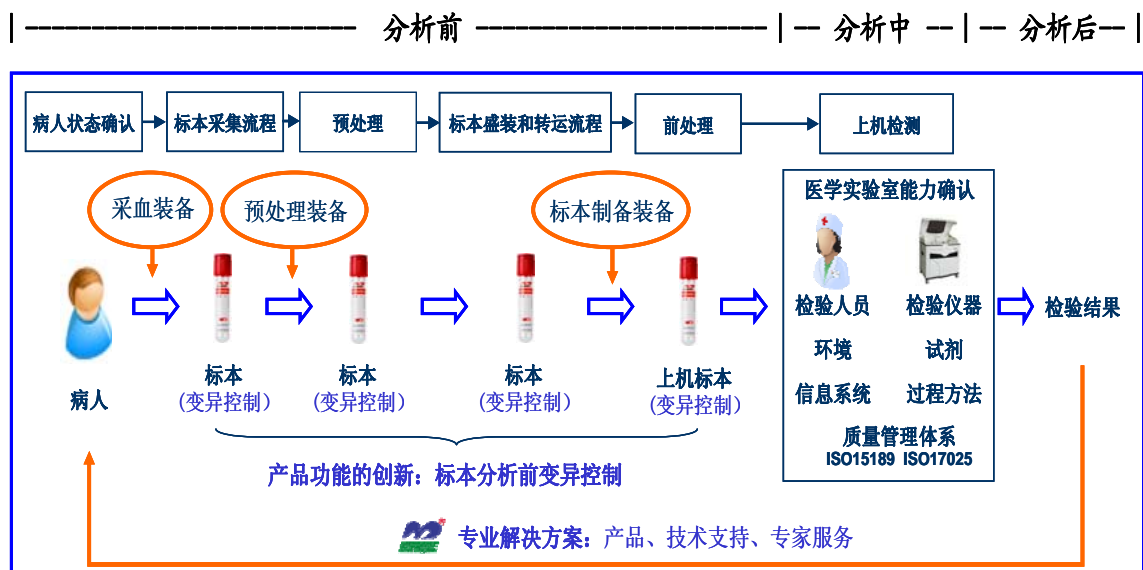 |------------------------ 分析前 ---------------------|-- 分析中 --|-- 分析后--|
病人状态确认 标本采集流程 预处理 标本盛装和转运流程 前处理 上机检测
采血装备 预处理装备 标本制备装备
医学实验室能力确认
检验人员 检验仪器
环境 试剂
信息系统 过程方法
质量管理体系
ISO15189 ISO17025
检验结果
病人
标本 标本 标本 上机标本
(变异控制) (变异控制) (变异控制) (变异控制)
产品功能的创新：标本分析前变异控制
专业解决方案：产品、技术支持、专家服务